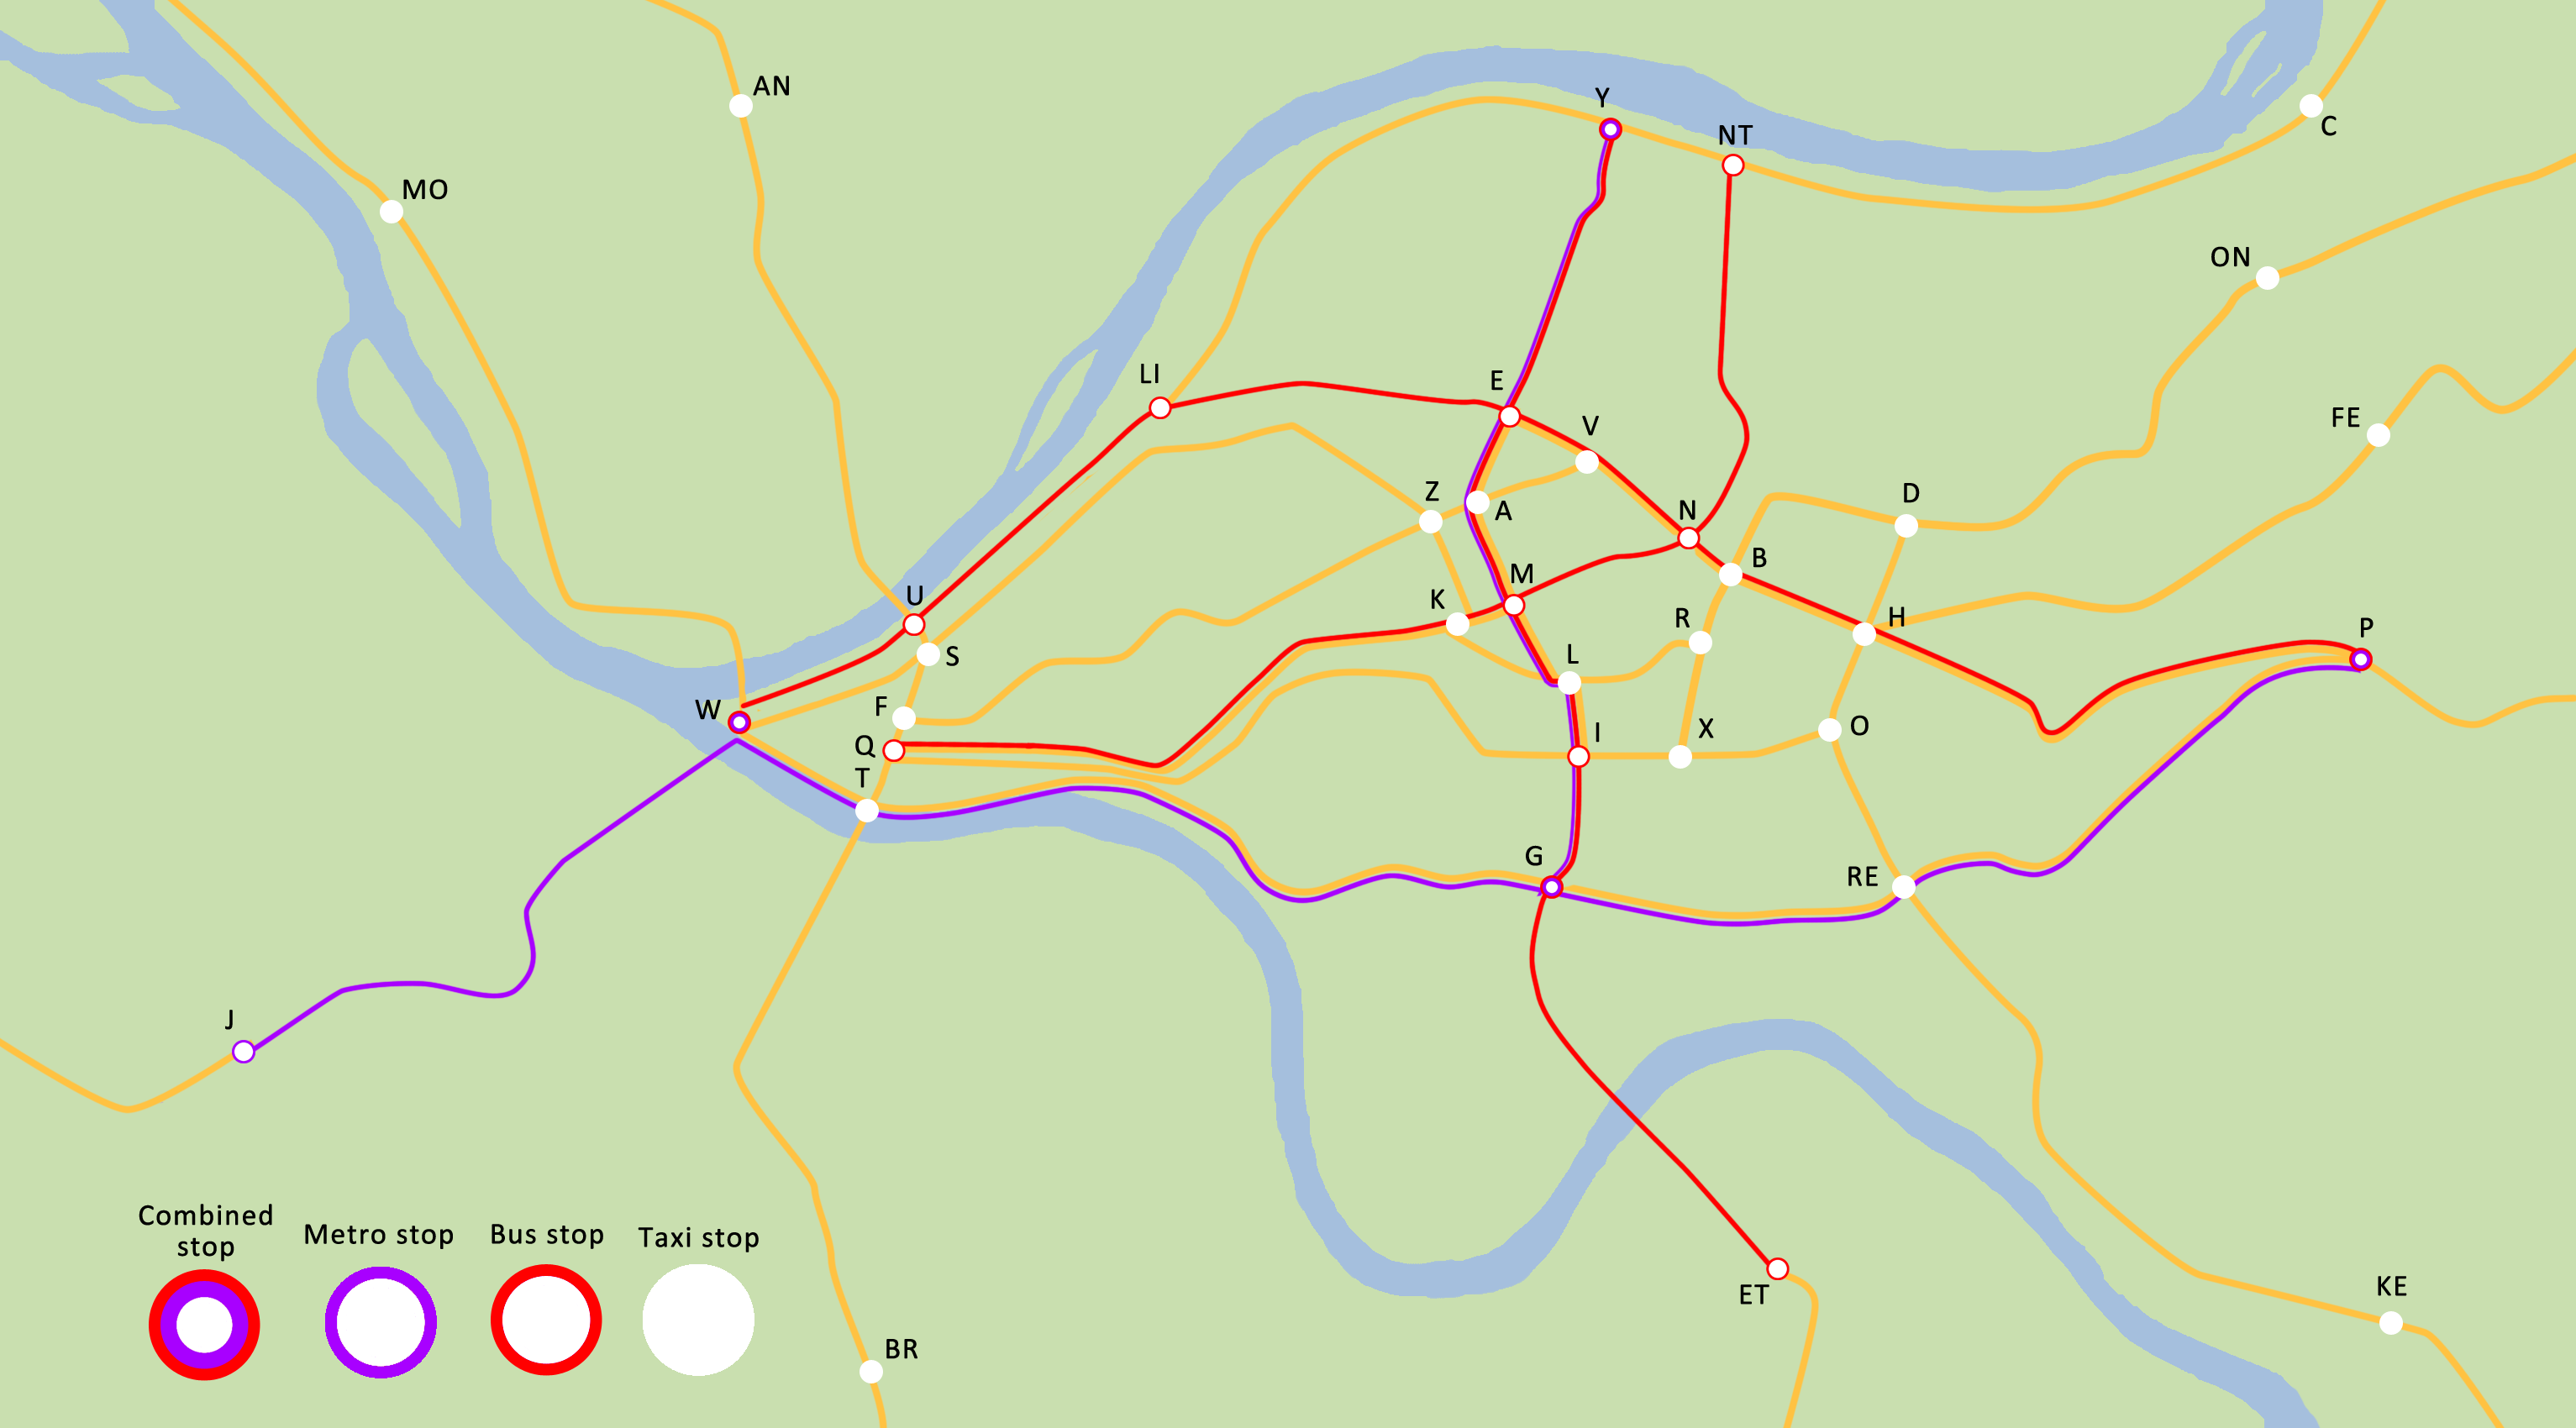 AN
Y
C
NT
MO
ON
LI
E
FE
V
Z
D
A
N
B
M
K
U
R
H
P
S
L
W
F
Q
I
X
O
T
G
RE
J
Combined
stop
Metro stop
Bus stop
Taxi stop
ET
KE
BR